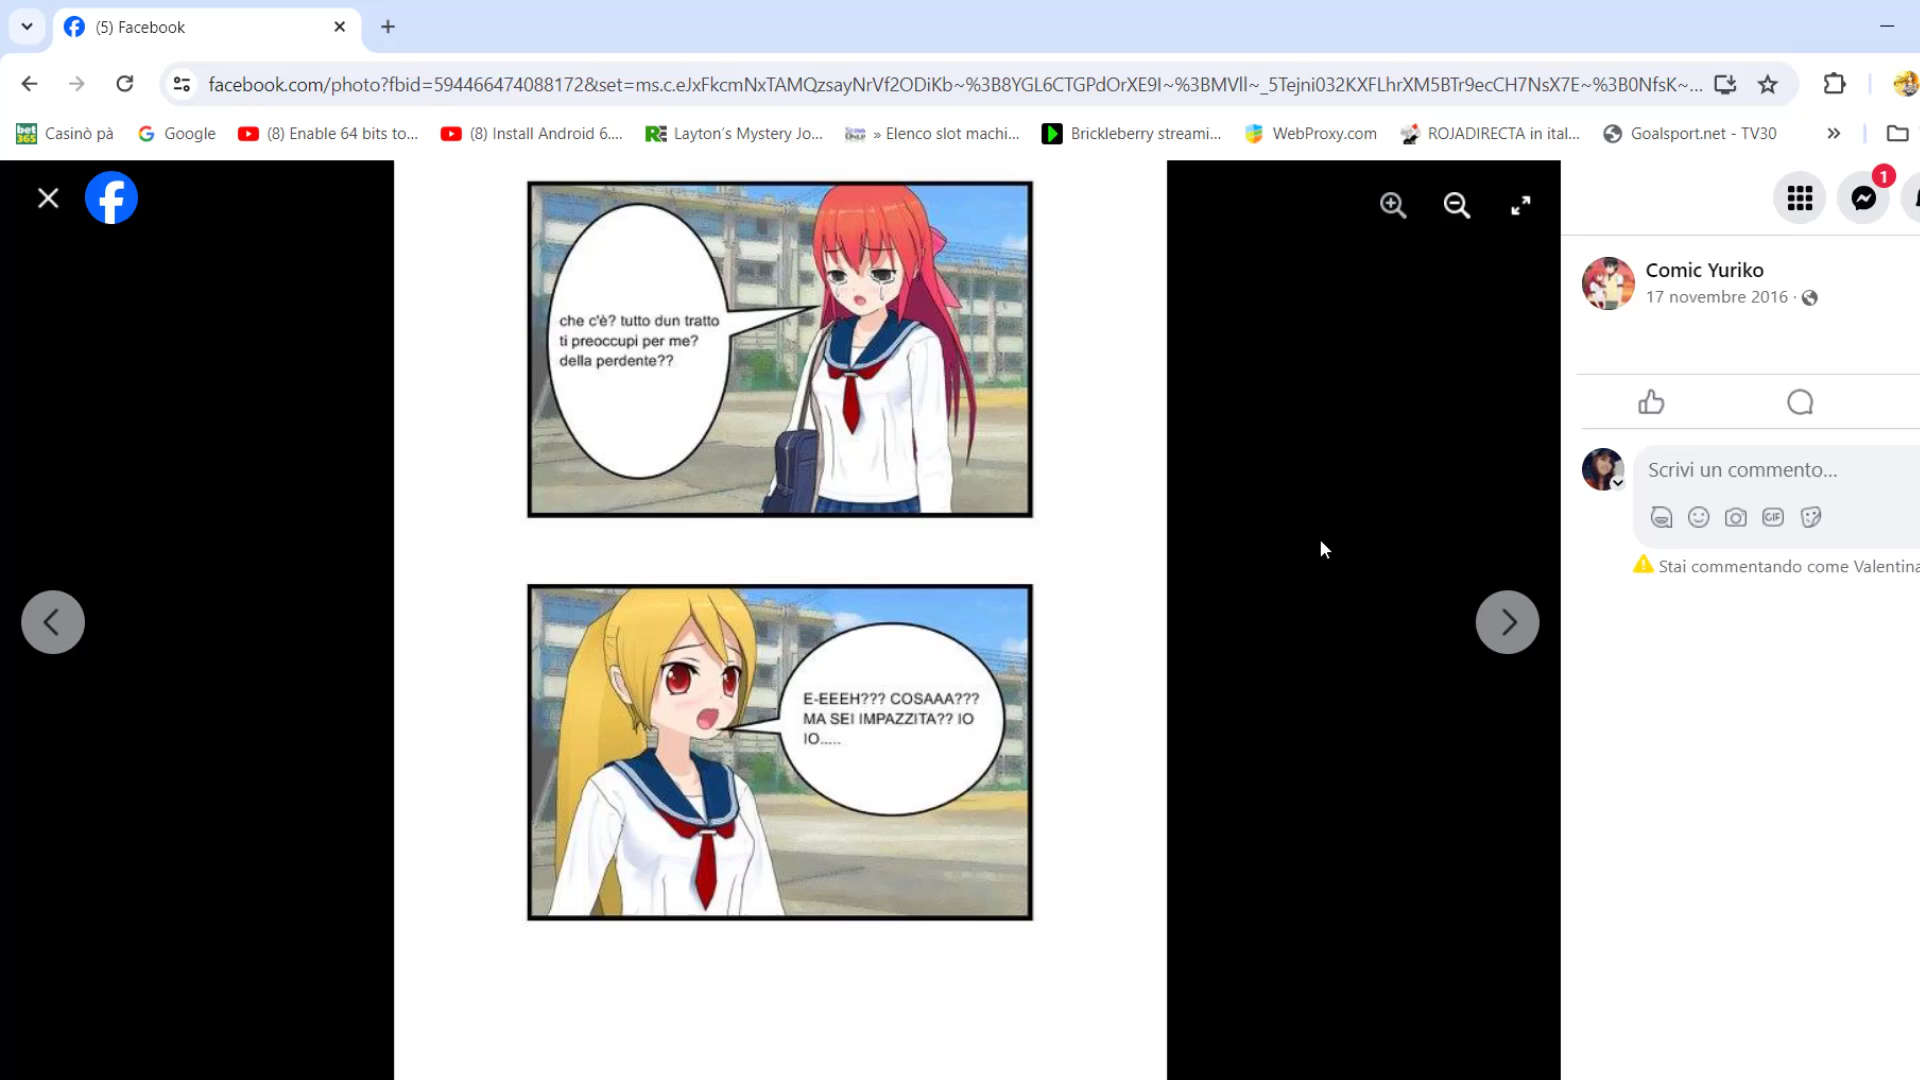 (5) Facebook
facebook.com/photo?fbid=594466474088172&set=ms.c.eJxFkcmNxTAMQzsayNrVf2ODiKb~%3B8YGL6CTGPdOrXE9I~%3BMVll~_5Tejni032KXFLhrXM5BTr9ecCH7NsX7E~%3B0NfsK~...
Casinò pà
Google
(8) Enable 64 bits to...
(8) Install Android 6....
Layton's Mystery Jo...
» Elenco slot machi...
Brickleberry streami...
WebProxy.com
ROJADIRECTA in ital...
Goalsport.net - TV30
»
1
Comic Yuriko
17 novembre 2016 ·
che c'è? tutto dun tratto
ti preoccupi per me?
della perdente??
Scrivi un commento...
GIF
Stai commentando come Valentina
E-EEEH??? COSAAA???
MA SEI IMPAZZITA?? IO
IO.....